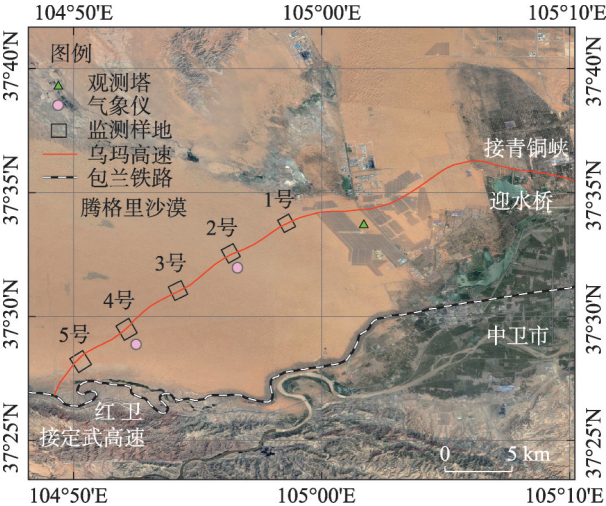 104°50'E 105°00'E 105°10'E
37°40'N
37°35'N
37°30'N
37°25'N
图例
观测塔
气象仪
监测样地
乌玛高速
包兰铁路
腾格里沙漠
1号
2号
3号
4号
5号
接青铜峡
迎水桥
中卫市
红 卫
接定武高速
0 5 km
37°40'N
37°35'N
37°30'N
37°25'N
104°50'E 105°00'E 105°10'E